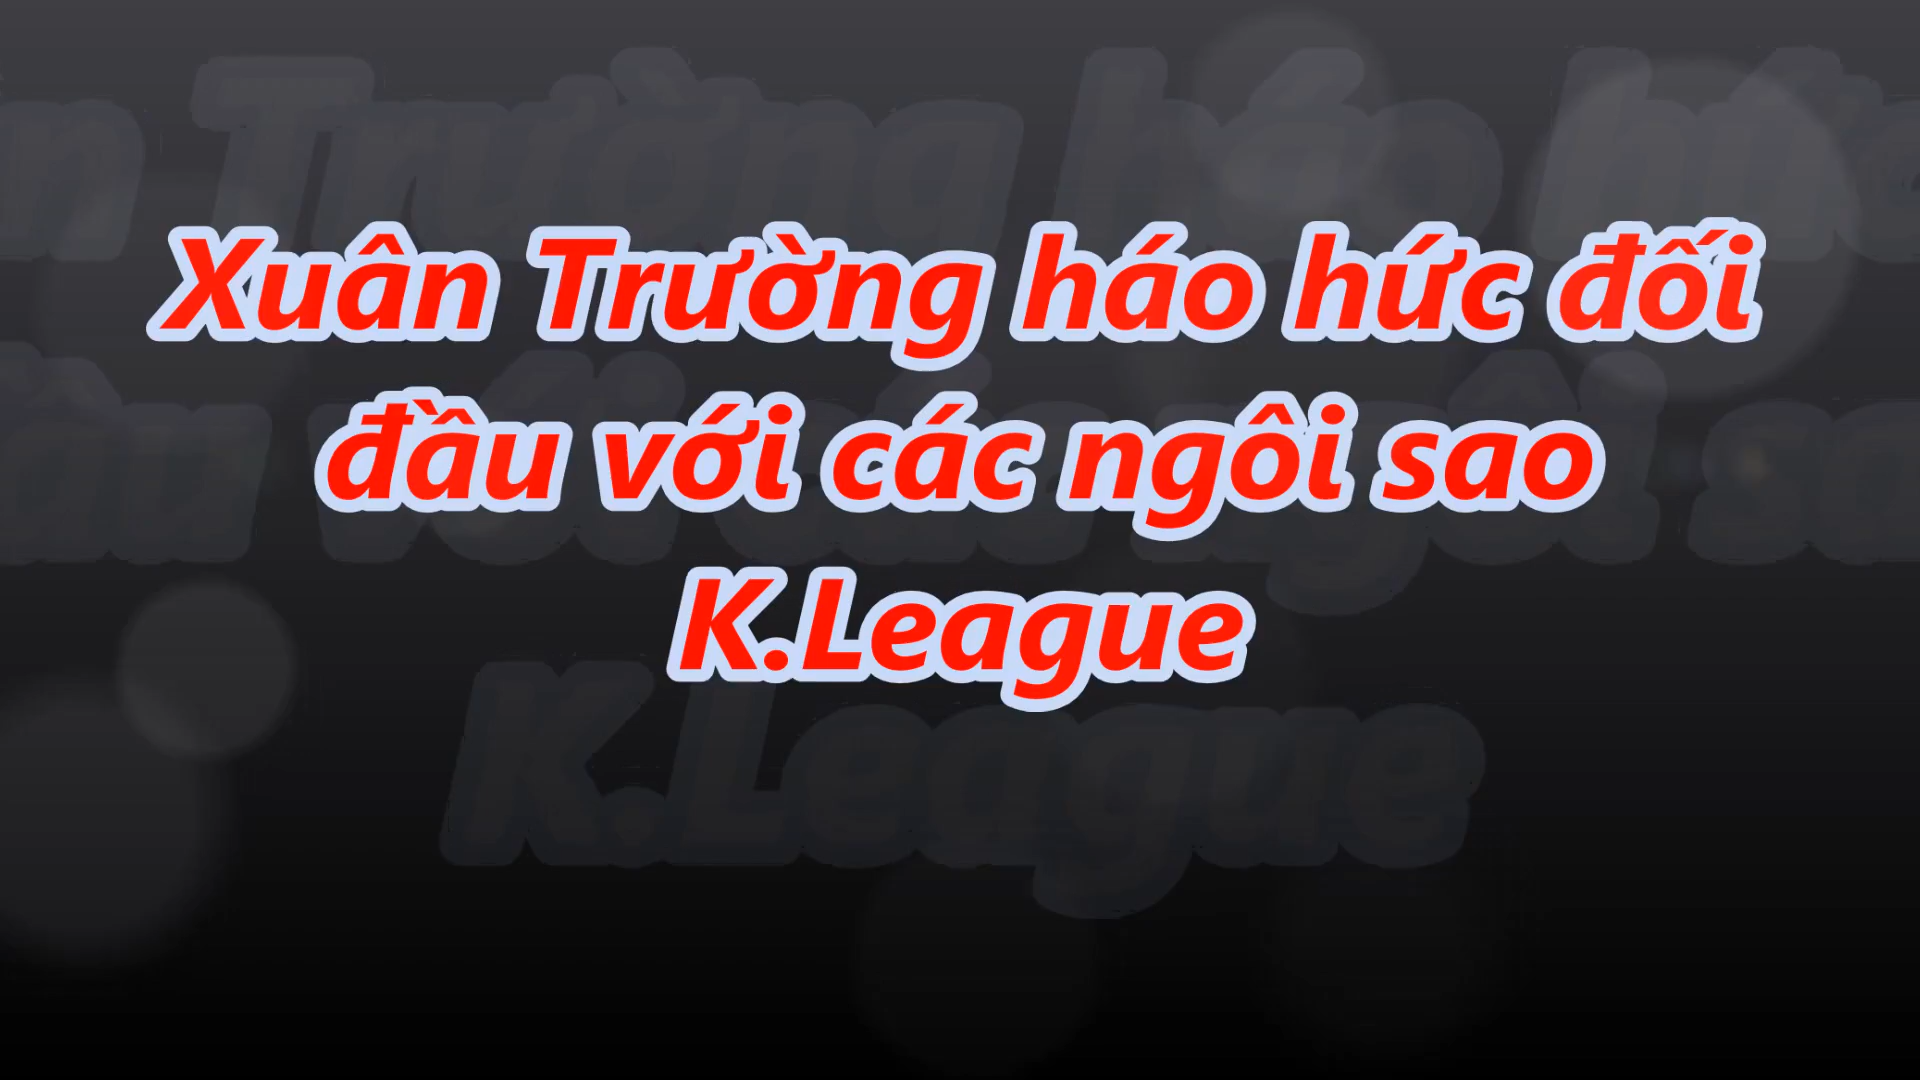 Xuân Trường háo hức đối
đầu với các ngôi sao
K.League